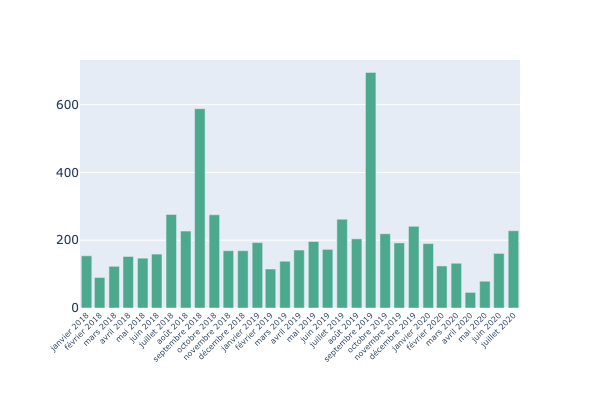 600
400
200
0
janvier 2018
février 2018
mars 2018
avril 2018
mai 2018
juin 2018
juillet 2018
août 2018
septembre 2018
octobre 2018
novembre 2018
décembre 2018
janvier 2019
février 2019
mars 2019
avril 2019
mai 2019
juin 2019
juillet 2019
août 2019
septembre 2019
octobre 2019
novembre 2019
décembre 2019
janvier 2020
février 2020
mars 2020
avril 2020
mai 2020
juin 2020
juillet 2020